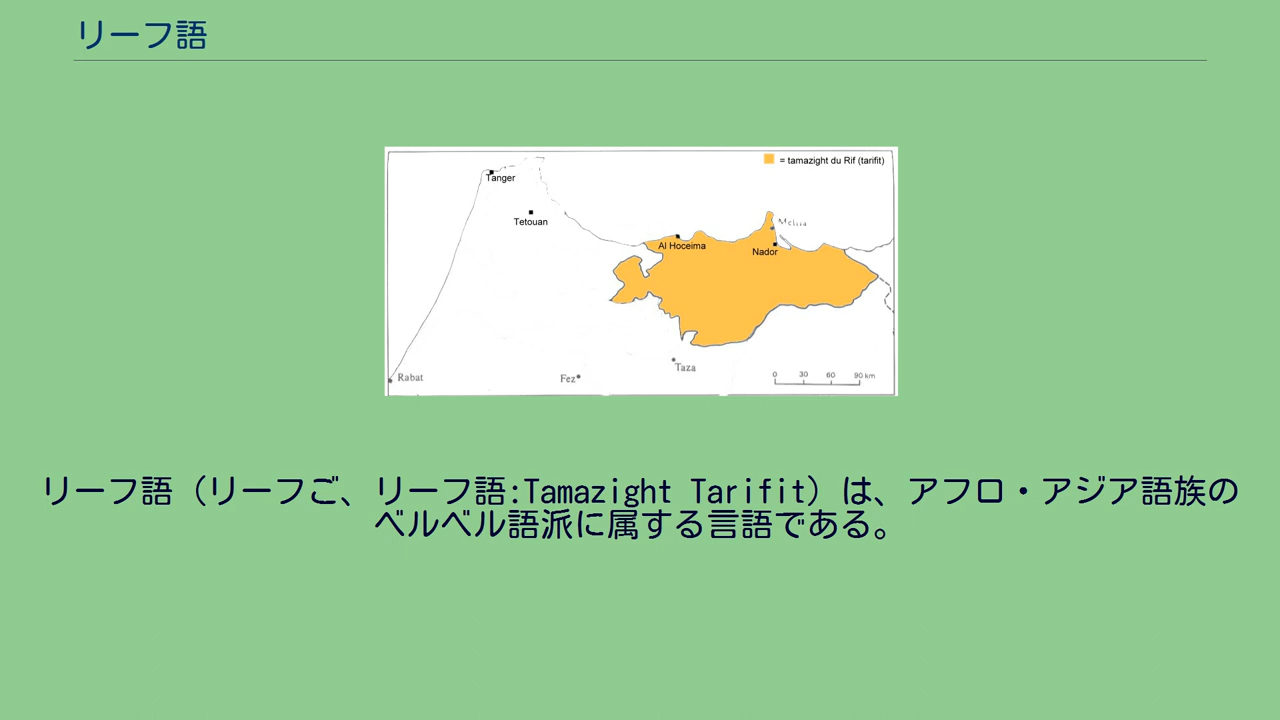 リーフ語
= tamazight du Rif (tarifit)
Tanger
Tetouan
Melilla
Al Hoceima
Nador
Taza
Rabat
Fez
0 30 60 90 km
リーフ語（リーフご、リーフ語:Tamazight Tarifit）は、アフロ・アジア語族の
ベルベル語派に属する言語である。